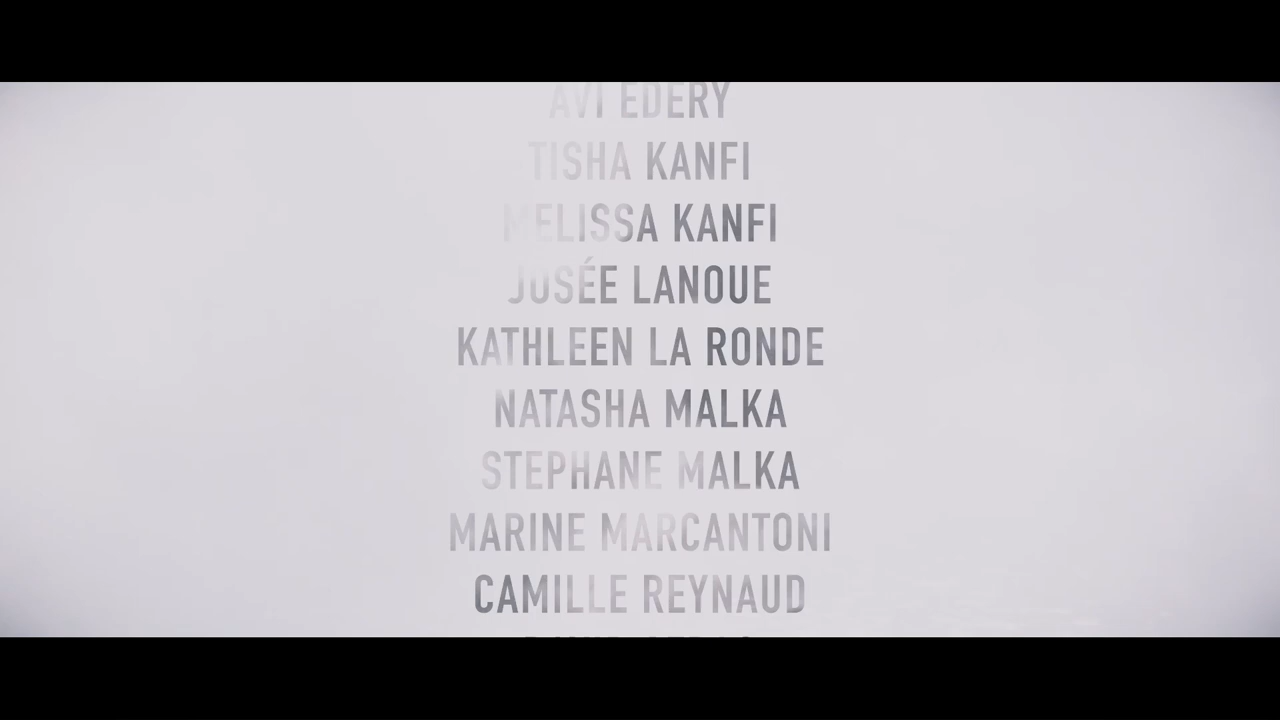 AVI EDERY
TISHA KANFI
MELISSA KANFI
JOSÉE LANOUE
KATHLEEN LA RONDE
NATASHA MALKA
STEPHANE MALKA
MARINE MARCANTONI
CAMILLE REYNAUD